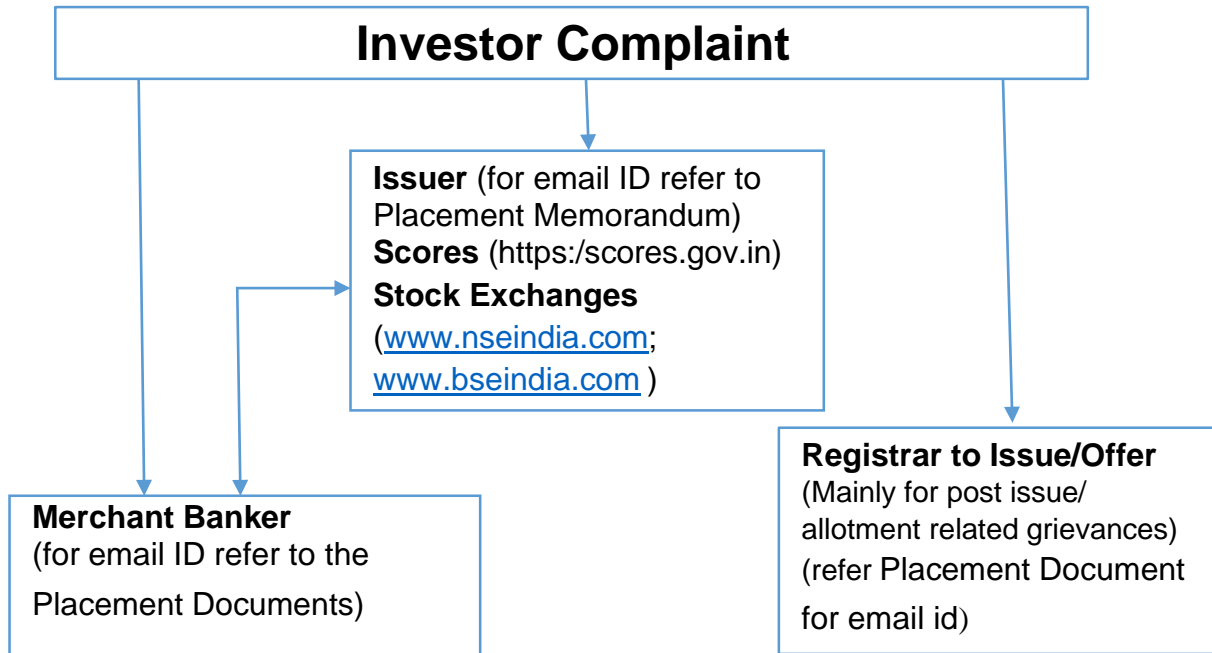 Investor Complaint
Issuer (for email ID refer to
Placement Memorandum)
Scores (https:/scores.gov.in)
Stock Exchanges
(www.nseindia.com;
www.bseindia.com )
Merchant Banker
(for email ID refer to the
Placement Documents)
Registrar to Issue/Offer
(Mainly for post issue/
allotment related grievances)
(refer Placement Document
for email id)